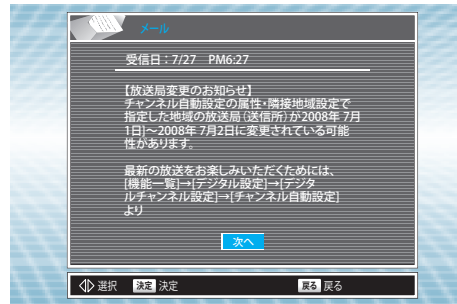 メール
受信日：7/27　PM6:27
【放送局変更のお知らせ】
チャンネル自動設定の属性・隣接地域設定で
指定した地域の放送局（送信所）が2008年 7月
1日]～2008年 7月2日に変更されている可能
性があります。
最新の放送をお楽しみいただくためには、
[機能一覧]→[デジタル設定]→[デジタ
ルチャンネル設定]→[チャンネル自動設定]
より
次へ
選択　決定 決定　戻る 戻る